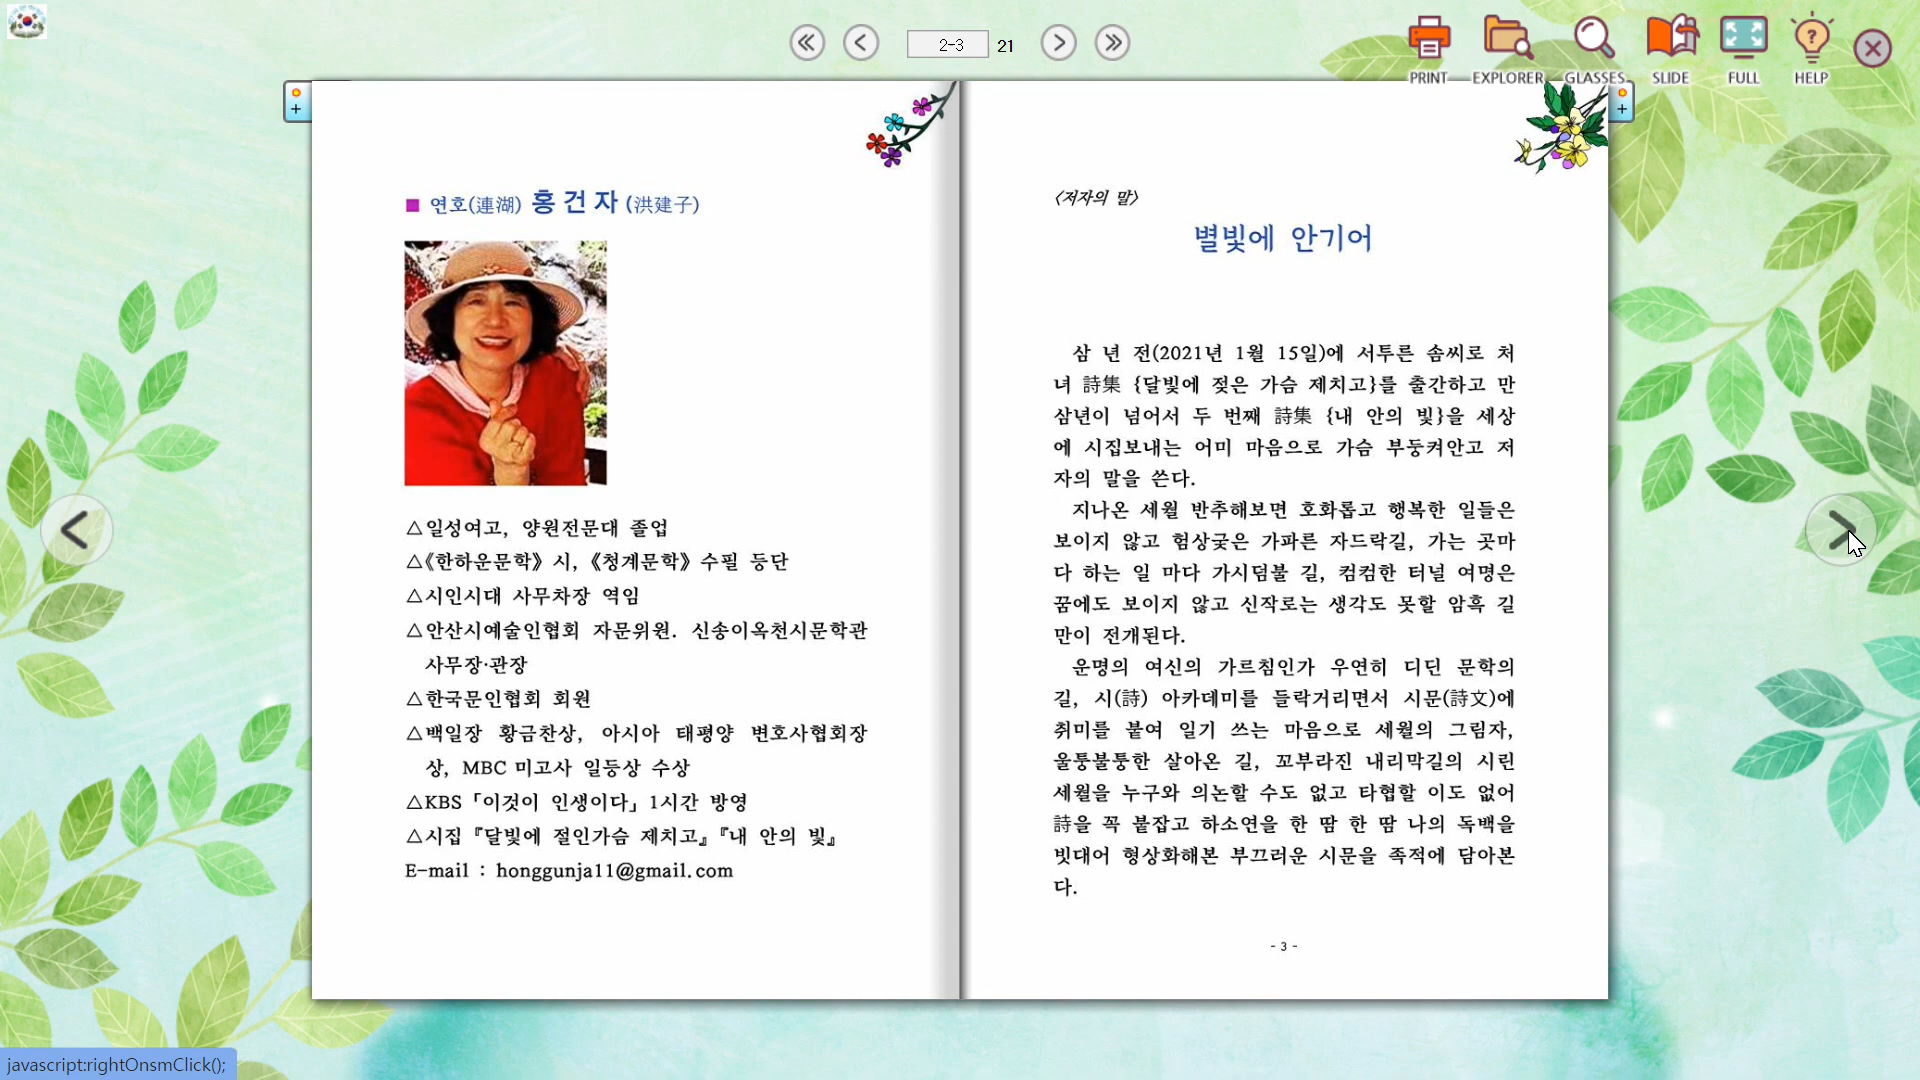 2-3 21
PRINT EXPLORER GLASSES SLIDE FULL HELP
■ 연호(連湖) 홍 건 자 (洪建子)
△일성여고, 양원전문대 졸업
△《한하운문학》 시, 《청계문학》 수필 등단
△시인시대 사무차장 역임
△안산시예술인협회 자문위원. 신송이옥천시문학관
사무장·관장
△한국문인협회 회원
△백일장 황금찬상, 아시아 태평양 변호사협회장
상, MBC 미고사 일등상 수상
△KBS 「이것이 인생이다」 1시간 방영
△시집 『달빛에 절인가슴 제치고』 『내 안의 빛』
E-mail : honggunja11@gmail.com
〈저자의 말〉
별빛에 안기어
삼 년 전(2021년 1월 15일)에 서투른 솜씨로 처
녀 詩集 {달빛에 젖은 가슴 제치고}를 출간하고 만
삼년이 넘어서 두 번째 詩集 {내 안의 빛}을 세상
에 시집보내는 어미 마음으로 가슴 부둥켜안고 저
자의 말을 쓴다.
지나온 세월 반추해보면 호화롭고 행복한 일들은
보이지 않고 험상궂은 가파른 자드락길, 가는 곳마
다 하는 일 마다 가시덤불 길, 컴컴한 터널 여명은
꿈에도 보이지 않고 신작로는 생각도 못할 암흑 길
만이 전개된다.
운명의 여신의 가르침인가 우연히 디딘 문학의
길, 시(詩) 아카데미를 들락거리면서 시문(詩文)에
취미를 붙여 일기 쓰는 마음으로 세월의 그림자,
울퉁불퉁한 살아온 길, 꼬부라진 내리막길의 시린
세월을 누구와 의논할 수도 없고 타협할 이도 없어
詩을 꼭 붙잡고 하소연을 한 땀 한 땀 나의 독백을
빗대어 형상화해본 부끄러운 시문을 족적에 담아본
다.
- 3 -
javascript:rightOnsmClick();